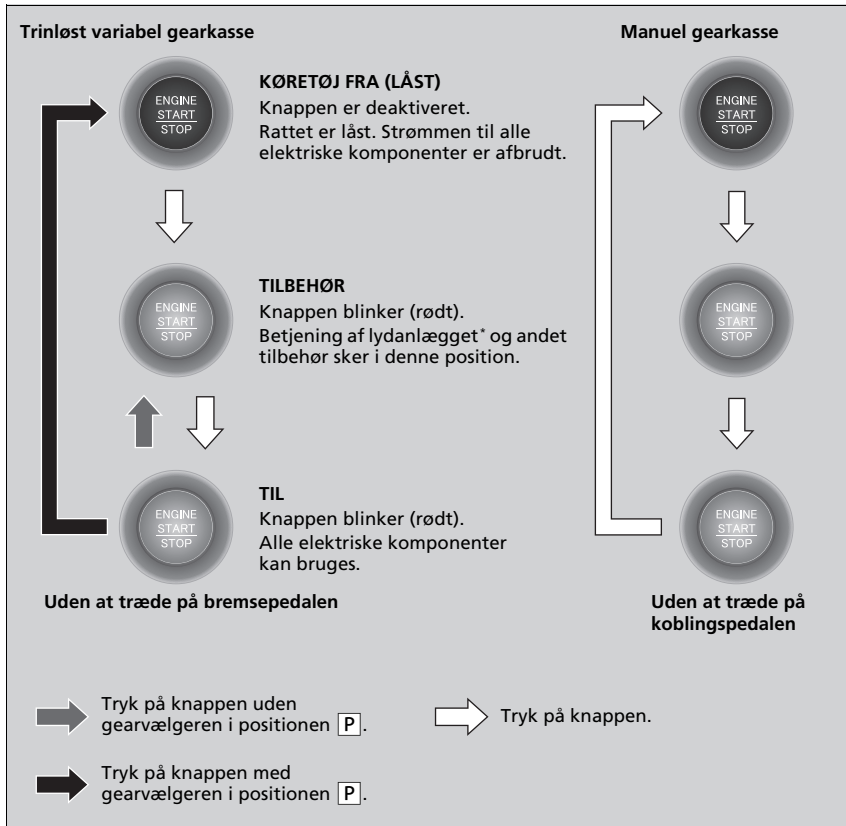 Trinløst variabel gearkasse
Manuel gearkasse
ENGINE
START
STOP
KØRETØJ FRA (LÅST)
Knappen er deaktiveret.
Rattet er låst. Strømmen til alle
elektriske komponenter er afbrudt.
ENGINE
START
STOP
ENGINE
START
STOP
TILBEHØR
Knappen blinker (rødt).
Betjening af lydanlægget* og andet
tilbehør sker i denne position.
ENGINE
START
STOP
ENGINE
START
STOP
TIL
Knappen blinker (rødt).
Alle elektriske komponenter
kan bruges.
ENGINE
START
STOP
Uden at træde på bremsepedalen
Uden at træde på
koblingspedalen
Tryk på knappen uden
gearvælgeren i positionen P.
Tryk på knappen.
Tryk på knappen med
gearvælgeren i positionen P.